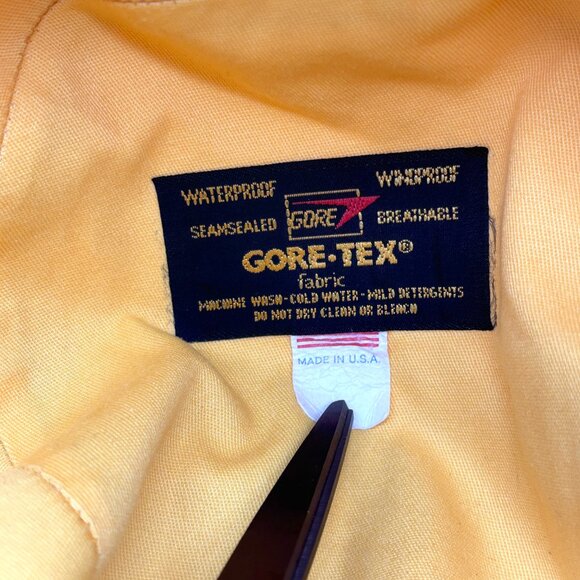 WATERPROOF WINDPROOF
SEAMSEALED GORE BREATHABLE
GORE-TEX®
fabric
MACHINE WASH-COLD WATER-MILD DETERGENTS
DO NOT DRY CLEAN OR BLEACH
MADE IN U.S.A.